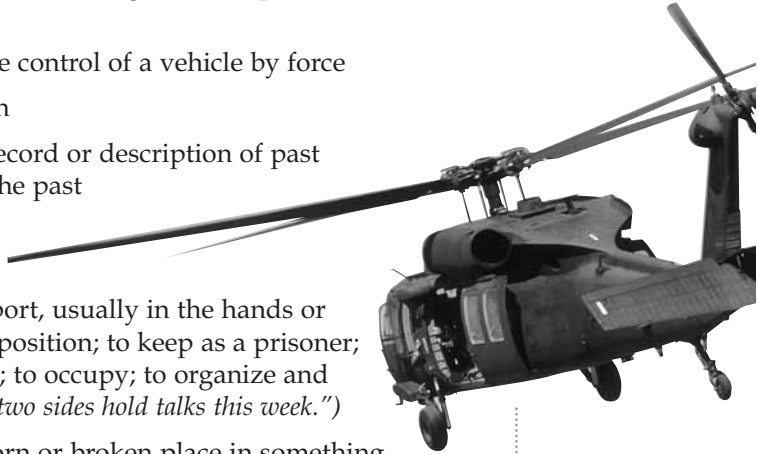 e control of a vehicle by force
n
ecord or description of past
he past
port, usually in the hands or
position; to keep as a prisoner;
; to occupy; to organize and
two sides hold talks this week.”)
orn or broken place in something